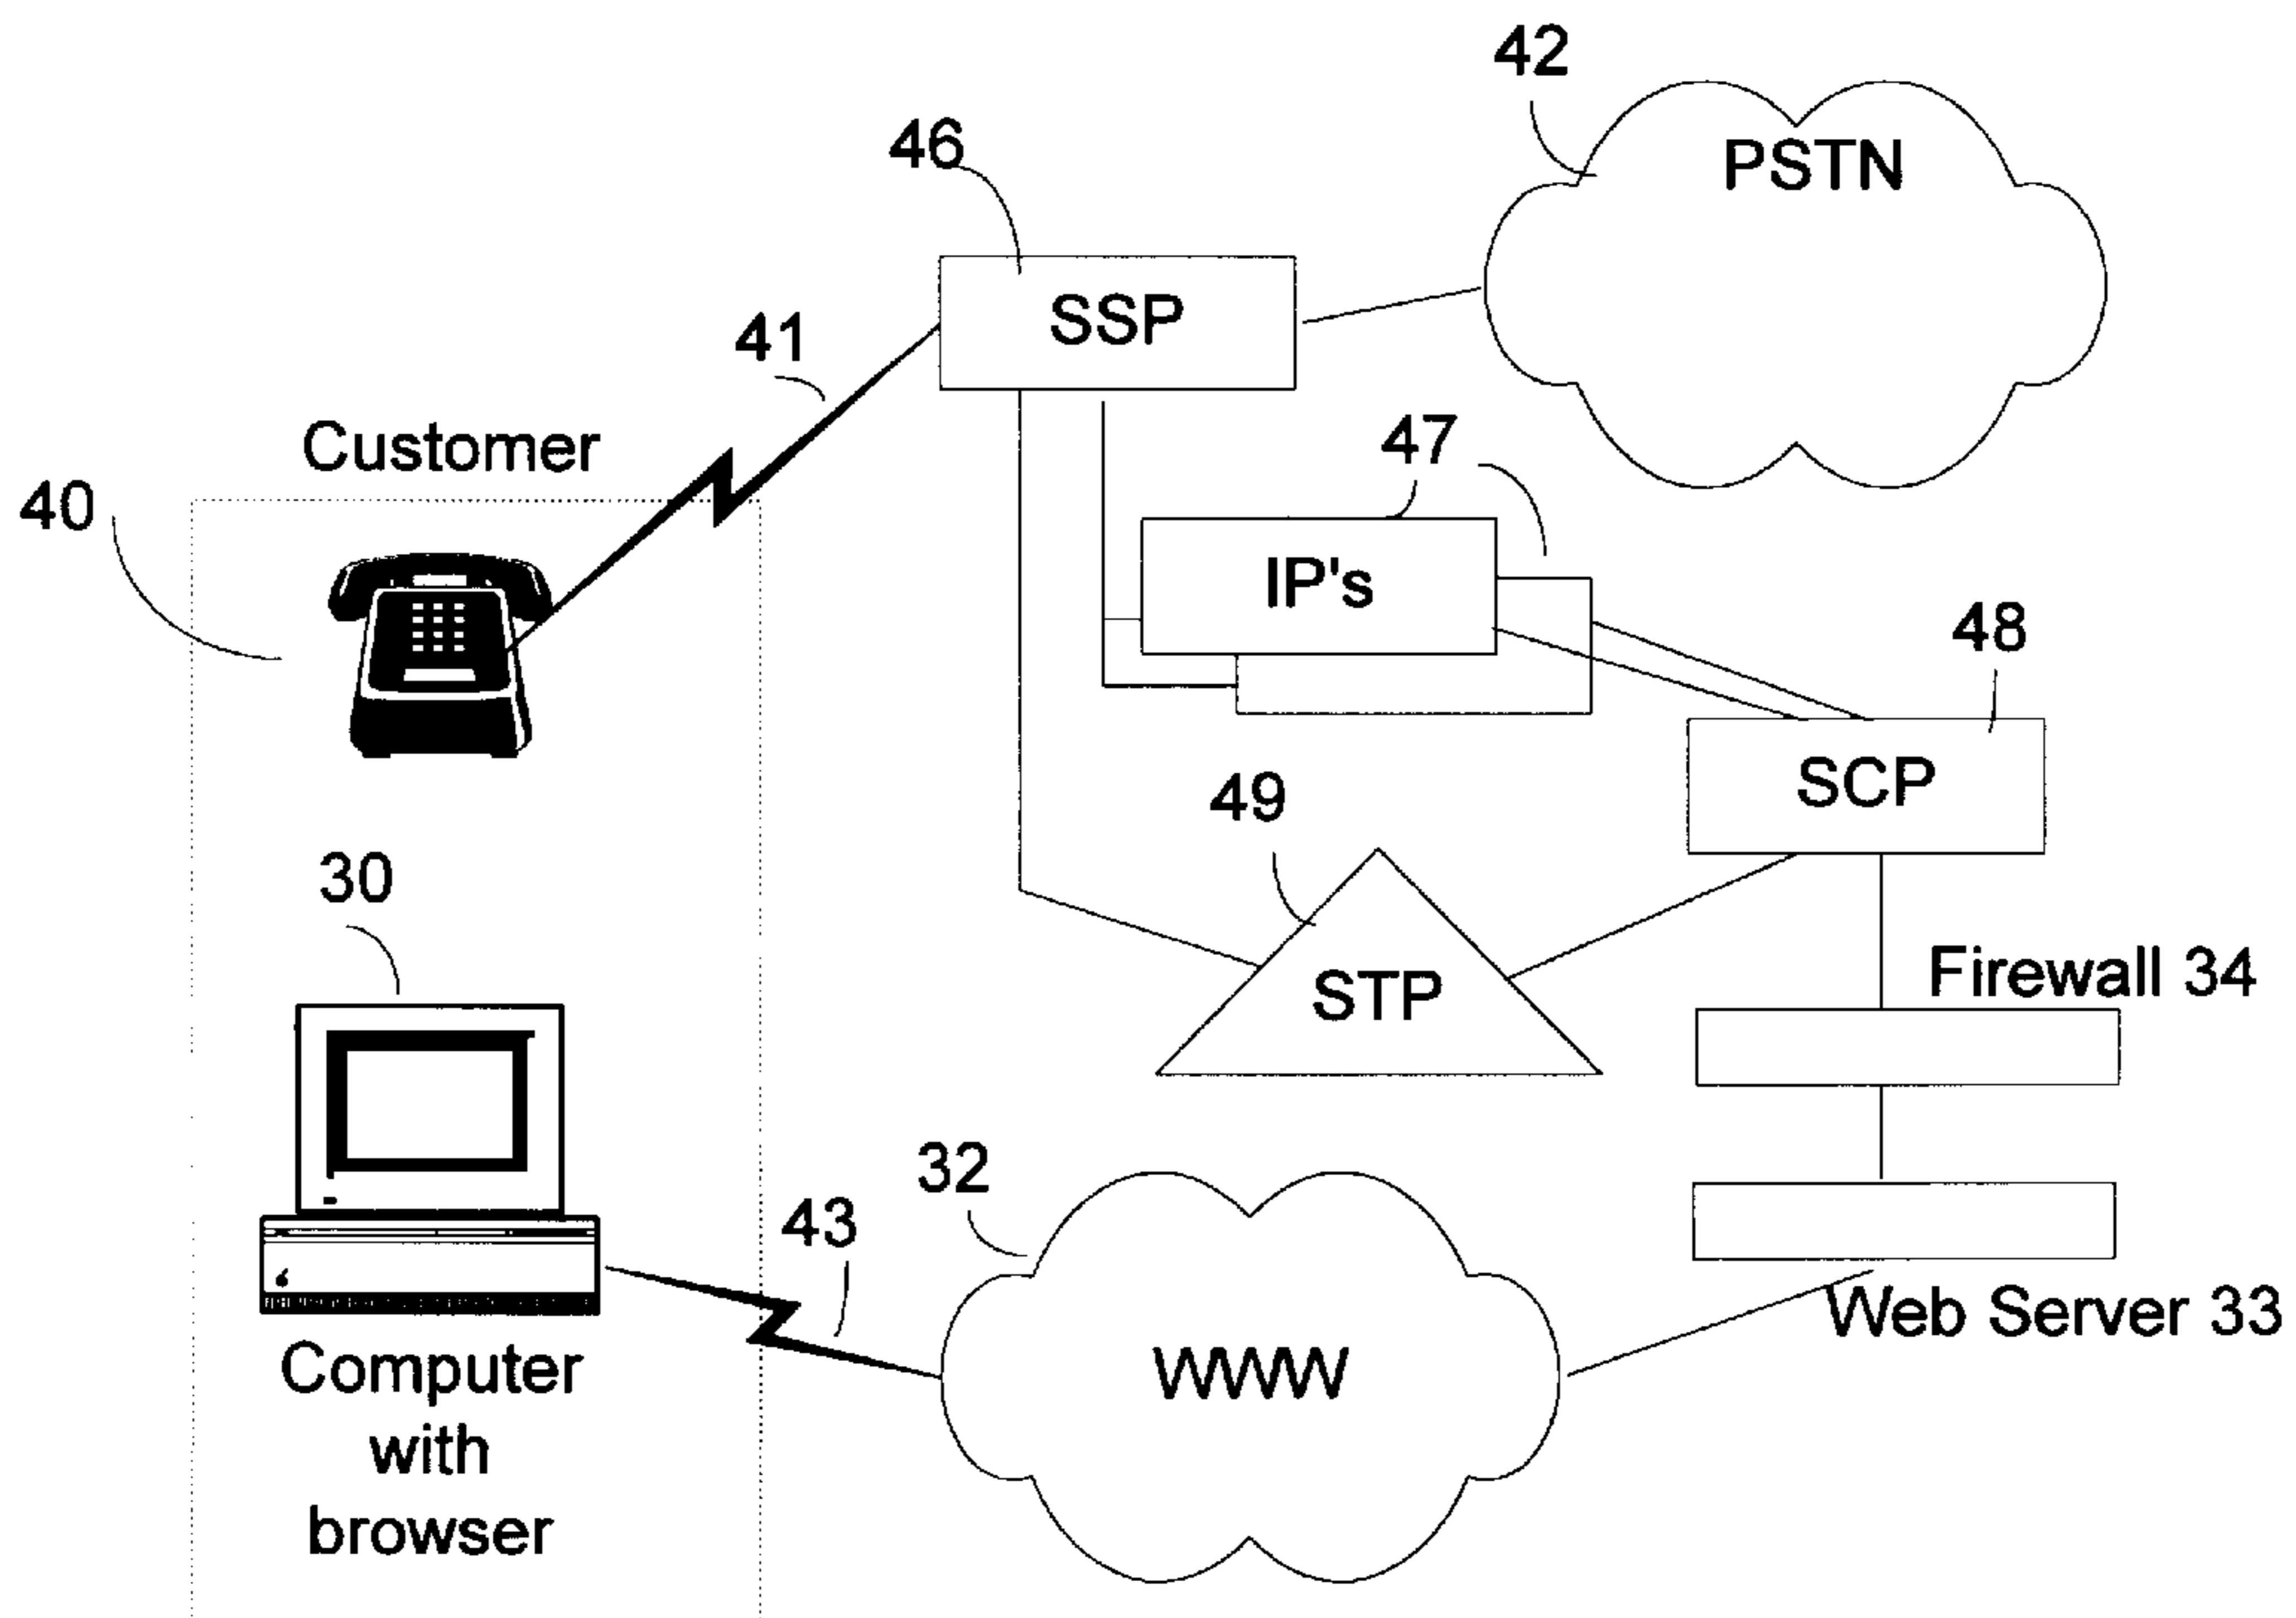 42
PSTN
46
SSP
41
Customer
47
40
IP's
48
SCP
49
30
Firewall 34
STP
32
43
Web Server 33
WWW
Computer
with
browser